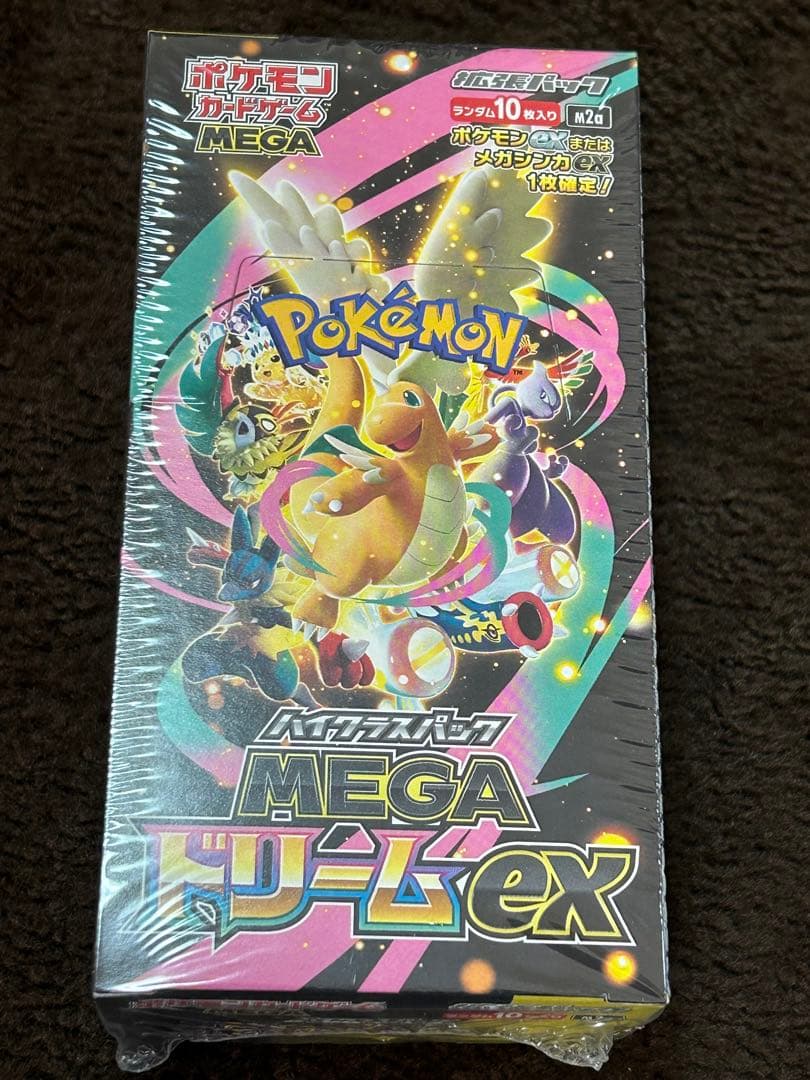 ポケモン
カードゲーム
MEGA
拡張パック
ランダム10枚入り M2a
ポケモンexまたは
メガシンカex
1枚確定!
POKéMON
TM
ハイクラスパック
MEGA
ドリームex